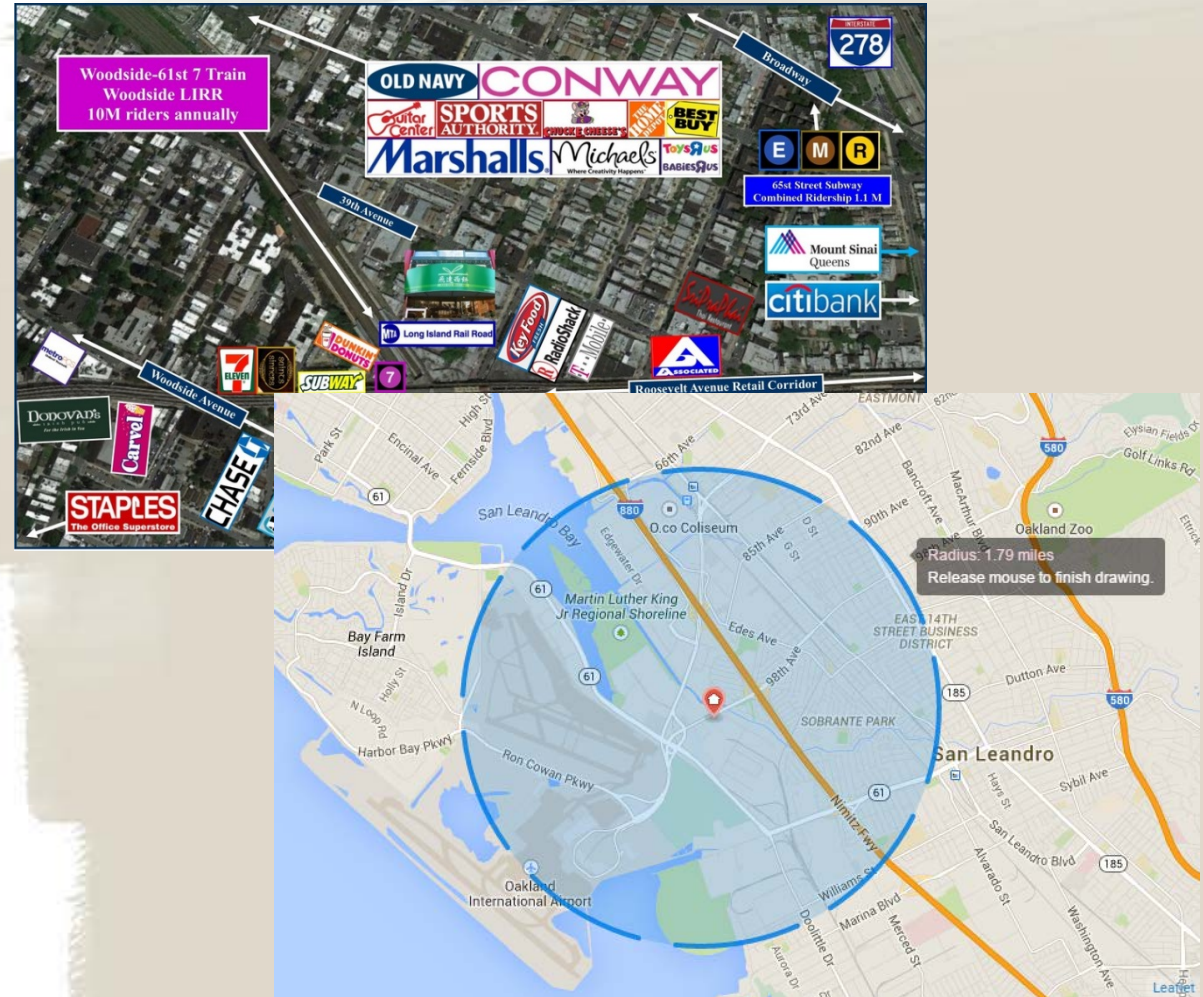 Woodside-61st 7 Train
Woodside LIRR
10M riders annually
OLD NAVY
CONWAY
Guitar
Center
SPORTS
AUTHORITY
CHUCK E. CHEESE'S
THE HOME DEPOT
BEST
BUY
Marshalls
Michaels
Where Creativity Happens
TOYS R US
BABIES R US
Broadway
INTERSTATE
278
E
M
R
65st Street Subway
Combined Ridership 1.1 M
39th Avenue
Mount Sinai
Queens
citibank
MTA Long Island Rail Road
Key Food
FRESH
RadioShack
T Mobile
SriPraPhai
Thai Restaurant
ASSOCIATED
DUNKIN'
DONUTS
7
ELEVEN
SUBWAY
7
Roosevelt Avenue Retail Corridor
metro
Woodside Avenue
DONOVAN'S
Carvel
CHASE
STAPLES
The Office Superstore
High St
Park St
Encinal Ave
Fernside Blvd
61
San Leandro Bay
66th Ave
73rd Ave
EASTMONT
82nd
82nd Ave
Elysian Fields Dr
580
Golf Links Rd
Bancroft Ave
MacArthur Blvd
90th Ave
Oakland Zoo
Ettrick
880
O.co Coliseum
Edgewater Dr
85th Ave
D St
G St
Radius: 1.79 miles
Release mouse to finish drawing.
Island Dr
61
Martin Luther King
Jr Regional Shoreline
Edes Ave
98th Ave
EAST 14TH
STREET BUSINESS
DISTRICT
Bay Farm
Island
Holly St
61
Dutton Ave
185
580
N Loop Rd
Harbor Bay Pkwy
Ron Cowan Pkwy
SOBRANTE PARK
San Leandro
Sybil Ave
61
Nimitz Fwy
Hays St
San Leandro Blvd
185
Oakland
International Airport
Williams St
Marina Blvd
Alvarado St
Washington Ave
Doolittle Dr
Merced St
Aurora Dr
Leaflet